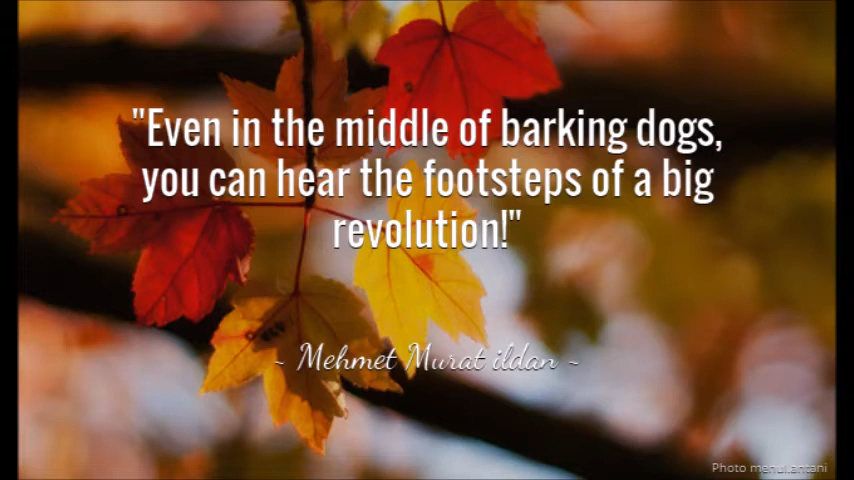 "Even in the middle of barking dogs,
you can hear the footsteps of a big
revolution!"
~ Mehmet Murat ildan ~
Photo